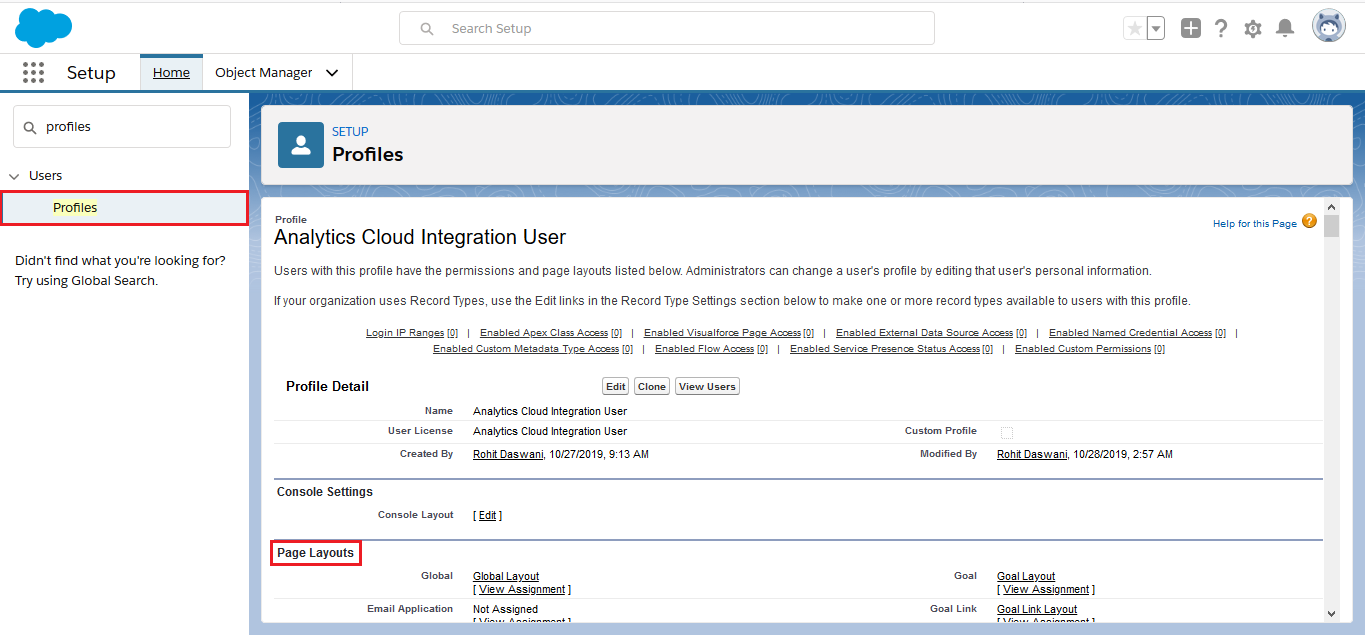 Search Setup
Setup
Home
Object Manager
profiles
Users
Profiles
Didn't find what you're looking for?
Try using Global Search.
SETUP
Profiles
Profile
Analytics Cloud Integration User
Help for this Page ?
Users with this profile have the permissions and page layouts listed below. Administrators can change a user's profile by editing that user's personal information.
If your organization uses Record Types, use the Edit links in the Record Type Settings section below to make one or more record types available to users with this profile.
Login IP Ranges [0] | Enabled Apex Class Access [0] | Enabled Visualforce Page Access [0] | Enabled External Data Source Access [0] | Enabled Named Credential Access [0] |
Enabled Custom Metadata Type Access [0] | Enabled Flow Access [0] | Enabled Service Presence Status Access [0] | Enabled Custom Permissions [0]
Profile Detail Edit Clone View Users
Name Analytics Cloud Integration User
User License Analytics Cloud Integration User Custom Profile
Created By Rohit Daswani, 10/27/2019, 9:13 AM Modified By Rohit Daswani, 10/28/2019, 2:57 AM
Console Settings
Console Layout [ Edit ]
Page Layouts
Global Global Layout Goal Goal Layout
[ View Assignment ] [ View Assignment ]
Email Application Not Assigned Goal Link Goal Link Layout
[ View Assignment ] [ View Assignment ]